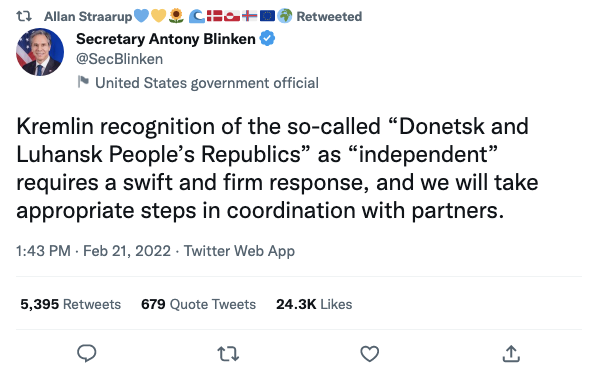 Allan Straarup💙💛🌻 🌊🇩🇰🇬🇱🇫🇮🇪🇺🌍 Retweeted
Secretary Antony Blinken
@SecBlinken
United States government official
Kremlin recognition of the so-called “Donetsk and
Luhansk People’s Republics” as “independent”
requires a swift and firm response, and we will take
appropriate steps in coordination with partners.
1:43 PM · Feb 21, 2022 · Twitter Web App
5,395 Retweets 679 Quote Tweets 24.3K Likes